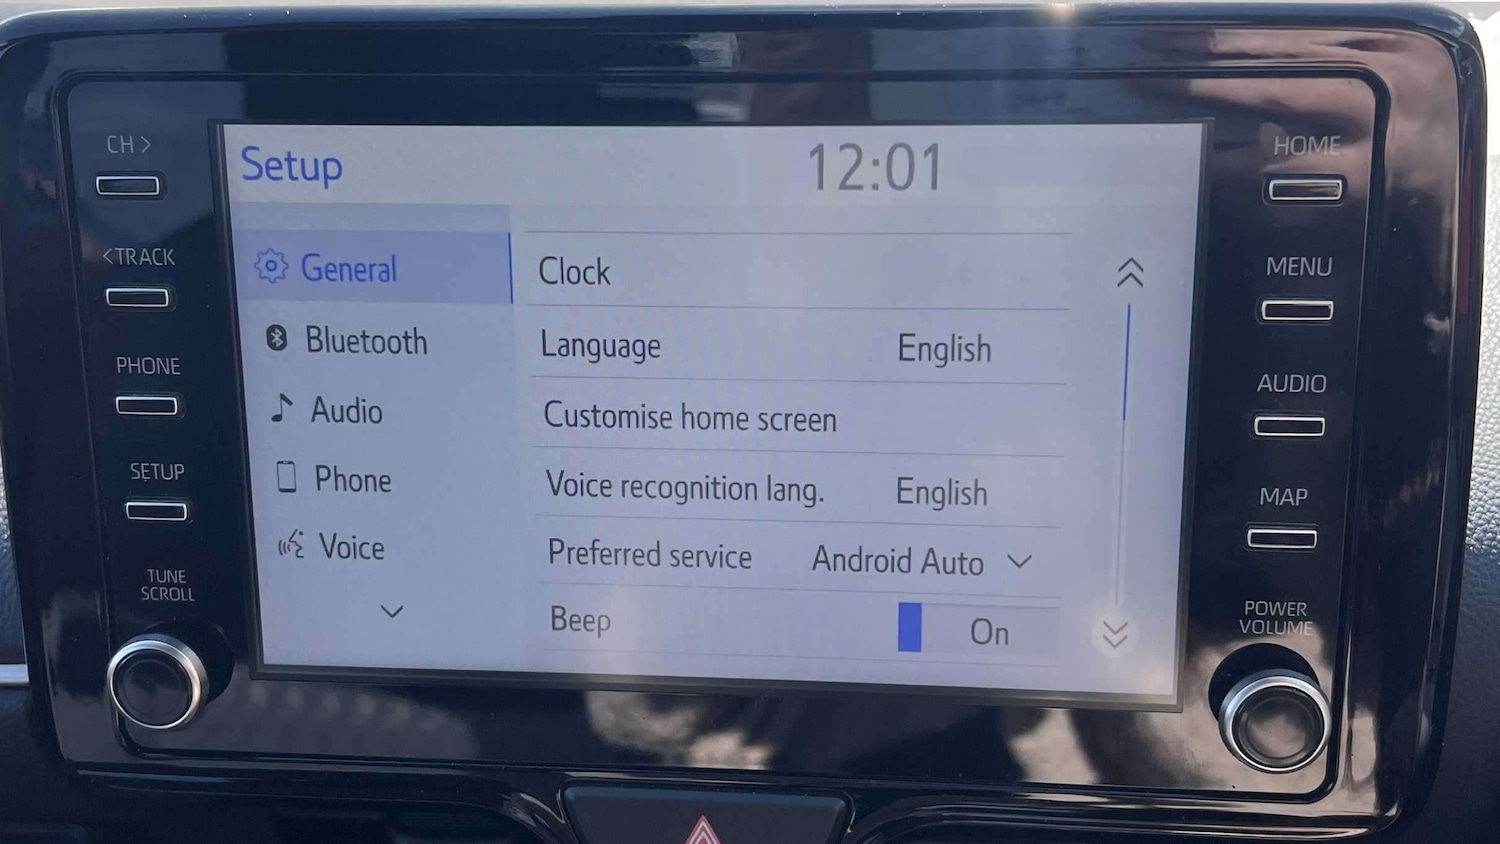 CH >
< TRACK
PHONE
SETUP
TUNE
SCROLL
Setup
12:01
General
Bluetooth
Audio
Phone
Voice
Clock
Language English
Customise home screen
Voice recognition lang. English
Preferred service Android Auto
Beep On
HOME
MENU
AUDIO
MAP
POWER
VOLUME